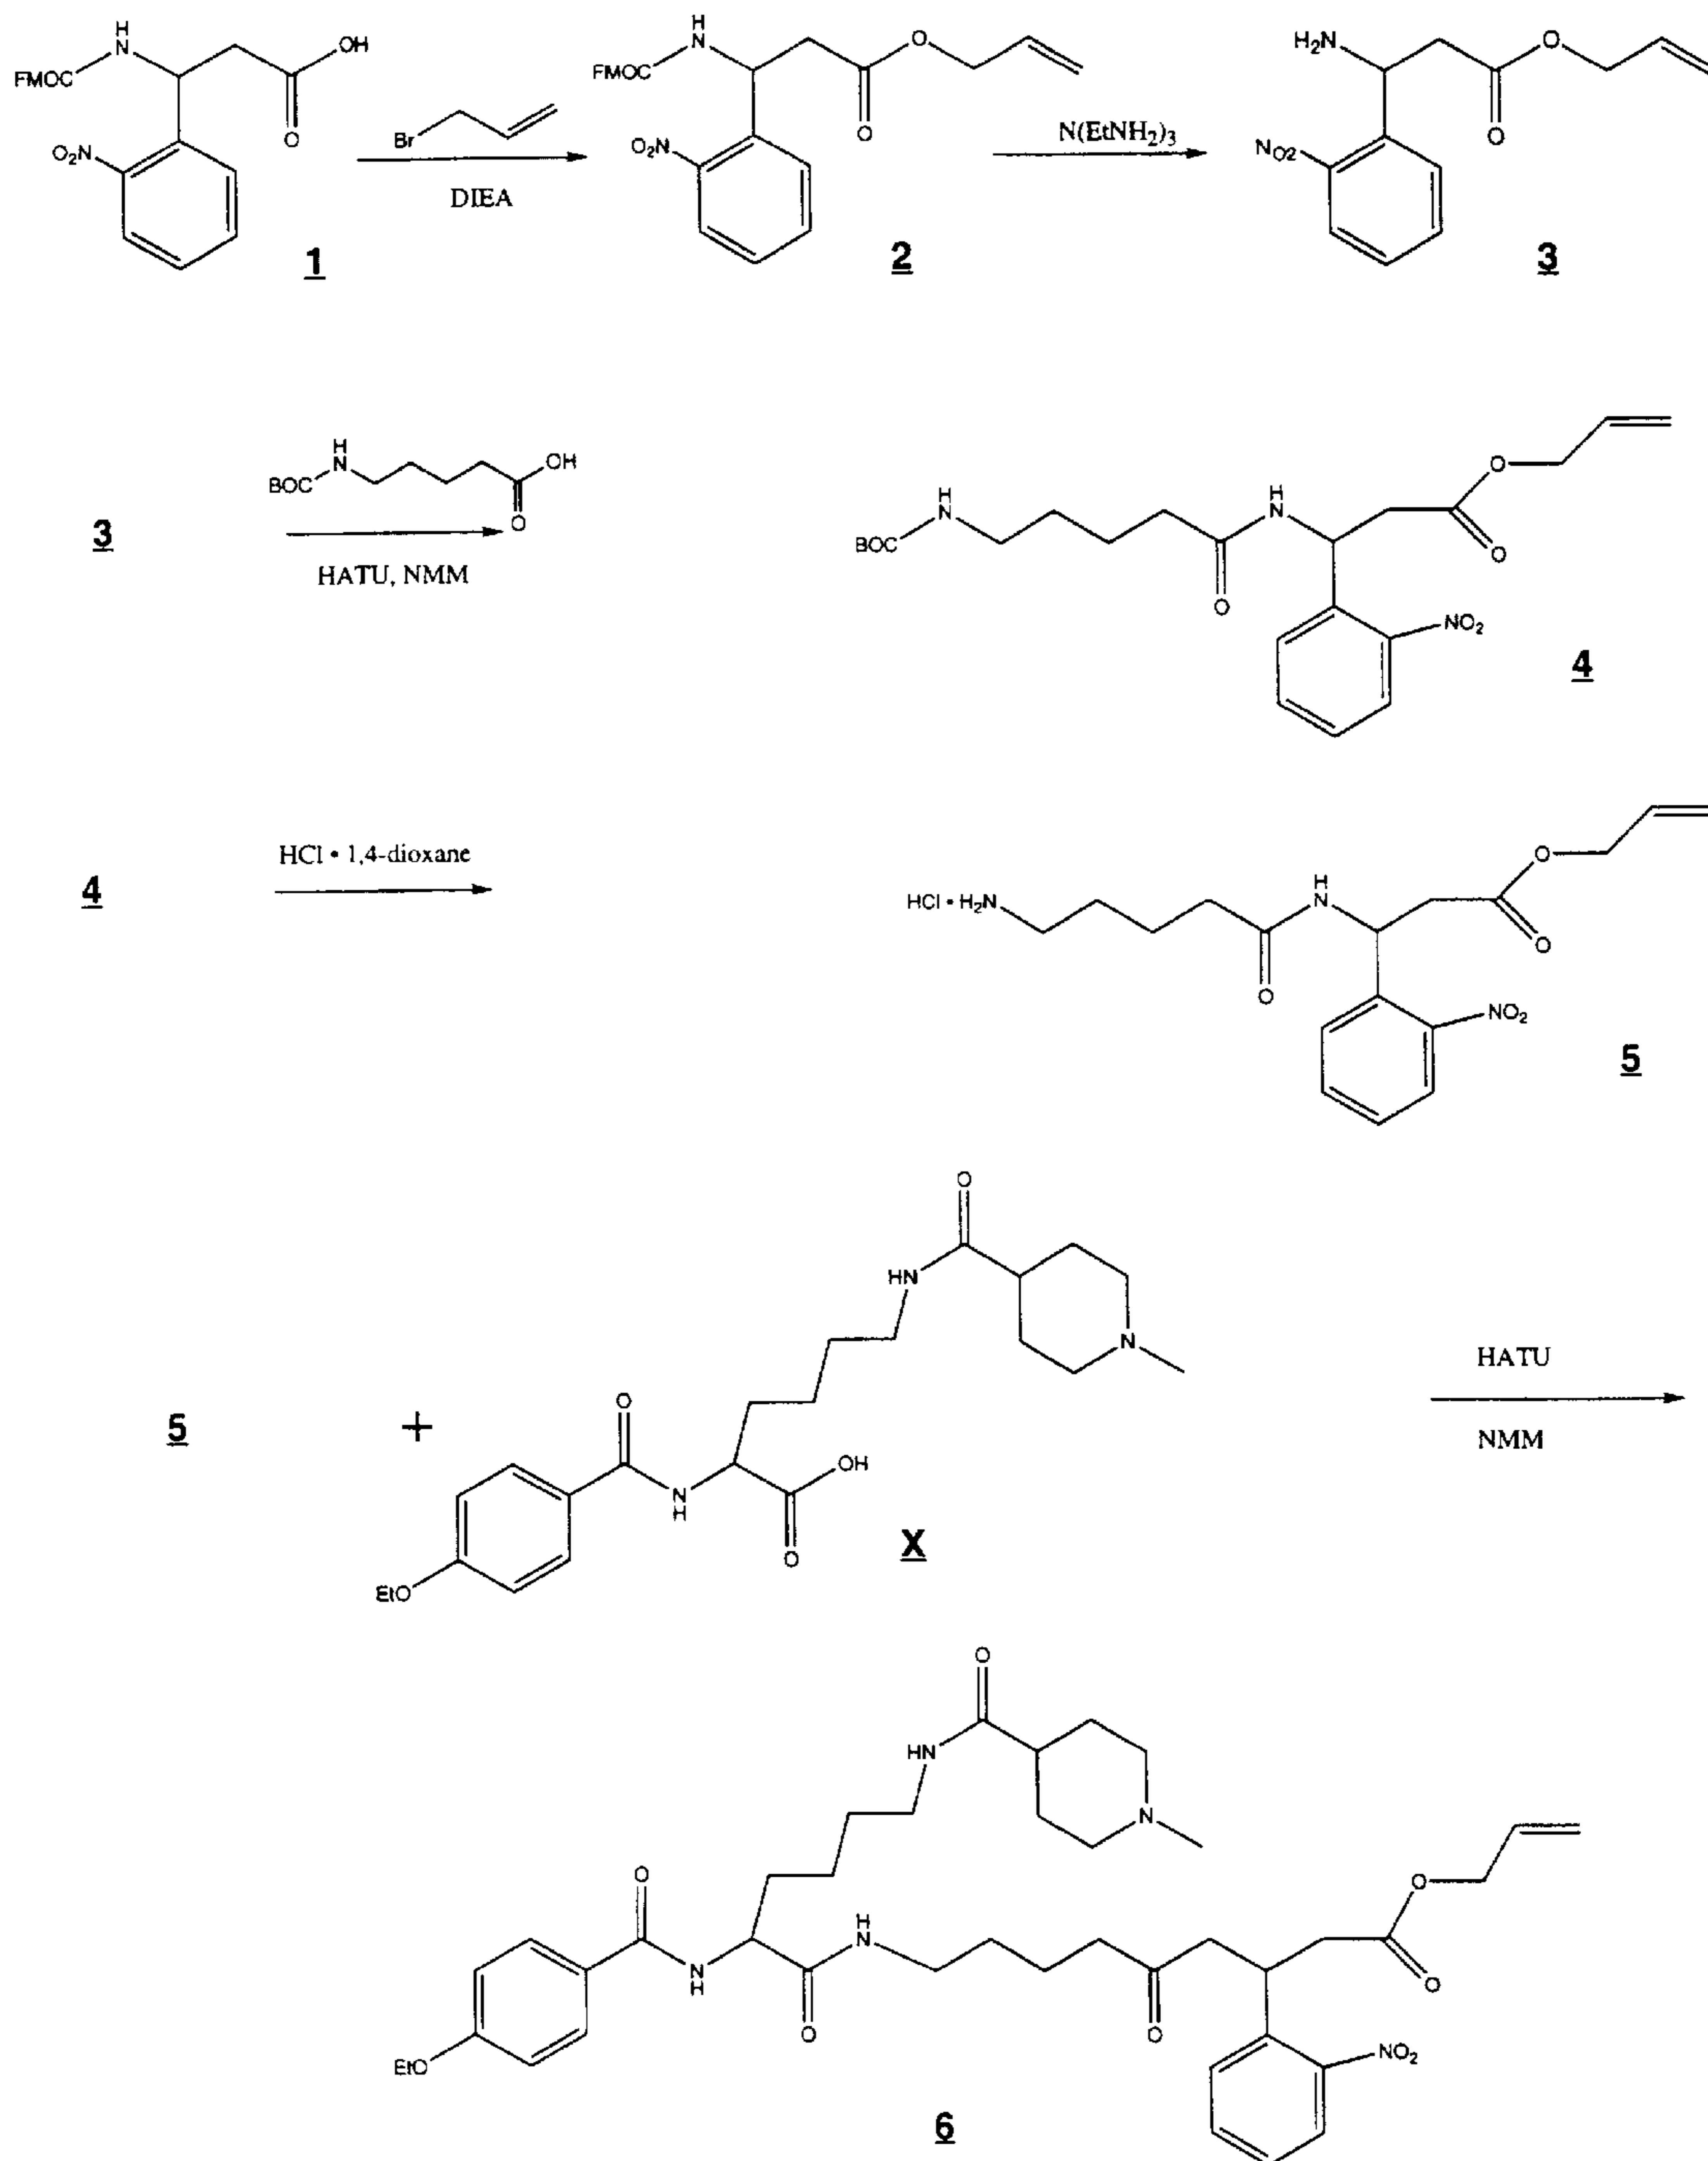 H
N
OH
FMOC
O
O₂N
Br
DIEA
1
H
N
O
FMOC
O
O₂N
2
N(EtNH₂)₃
H₂N
O
O
NO2
3
3
H
N
OH
BOC
O
HATU, NMM
H
N
BOC
O
H
N
O
O
NO₂
4
4
HCl • 1,4-dioxane
HCl • H₂N
O
H
N
O
O
NO₂
5
5
+
O
HN
N
O
N
H
OH
O
EtO
X
HATU
NMM
O
HN
N
O
N
H
O
H
N
O
O
O
NO₂
EtO
6